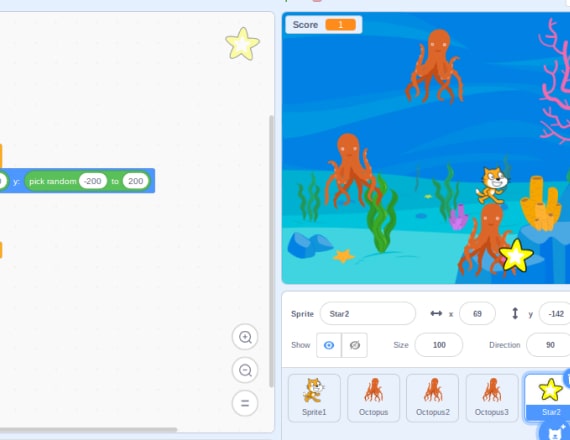 Score 1
y: pick random -200 to 200
Sprite Star2 x 69 y -142
Show Size 100 Direction 90
Sprite1 Octopus Octopus2 Octopus3 Star2